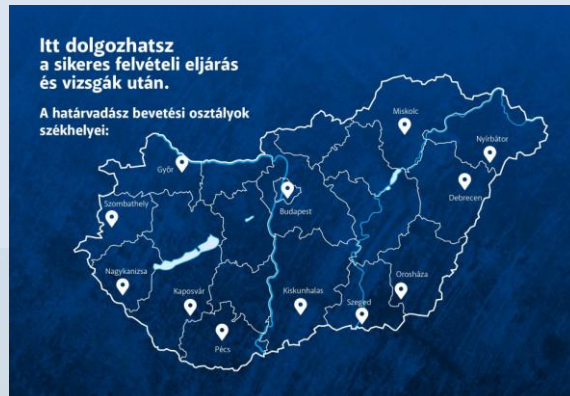 Itt dolgozhatsz
a sikeres felvételi eljárás
és vizsgák után.
A határvadász bevetési osztályok
székhelyei:
Miskolc
Nyírbátor
Győr
Debrecen
Szombathely
Budapest
Nagykanizsa
Kaposvár
Kiskunhalas
Orosháza
Szeged
Pécs